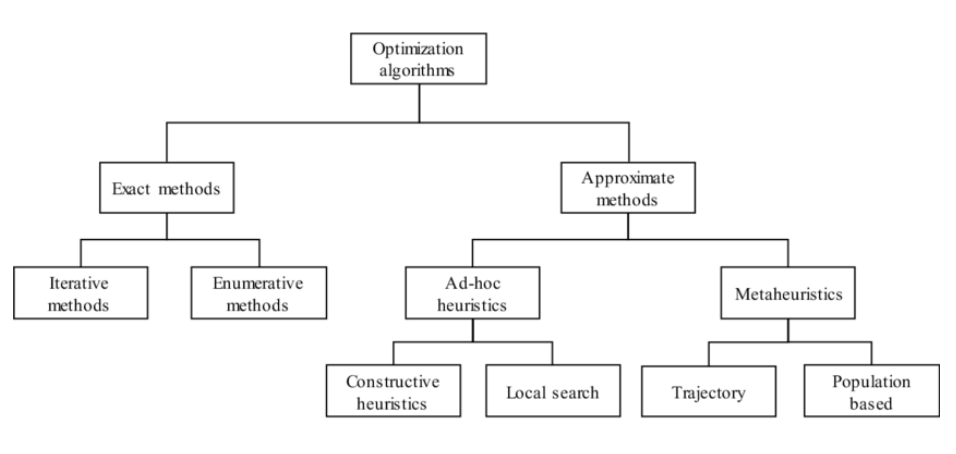 Optimization
algorithms
Exact methods
Approximate
methods
Iterative
methods
Enumerative
methods
Ad-hoc
heuristics
Metaheuristics
Constructive
heuristics
Local search
Trajectory
Population
based